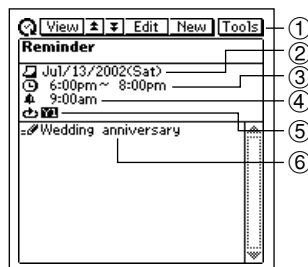 View Edit New Tools ①
Reminder
Jul/13/2002(Sat) ②
6:00pm~ 8:00pm ③
9:00am ④
Y1 ⑤
Wedding anniversary
⑥